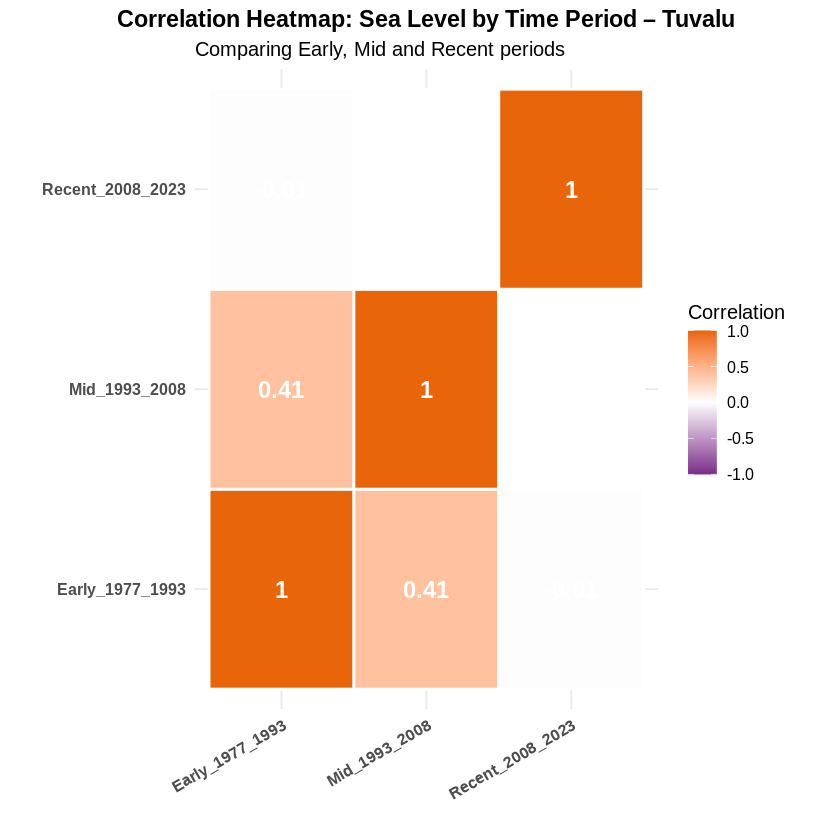 Correlation Heatmap: Sea Level by Time Period – Tuvalu
Comparing Early, Mid and Recent periods
Recent_2008_2023
1
Mid_1993_2008
0.41
1
Early_1977_1993
1
0.41
Early_1977_1993
Mid_1993_2008
Recent_2008_2023
Correlation
1.0
0.5
0.0
-0.5
-1.0